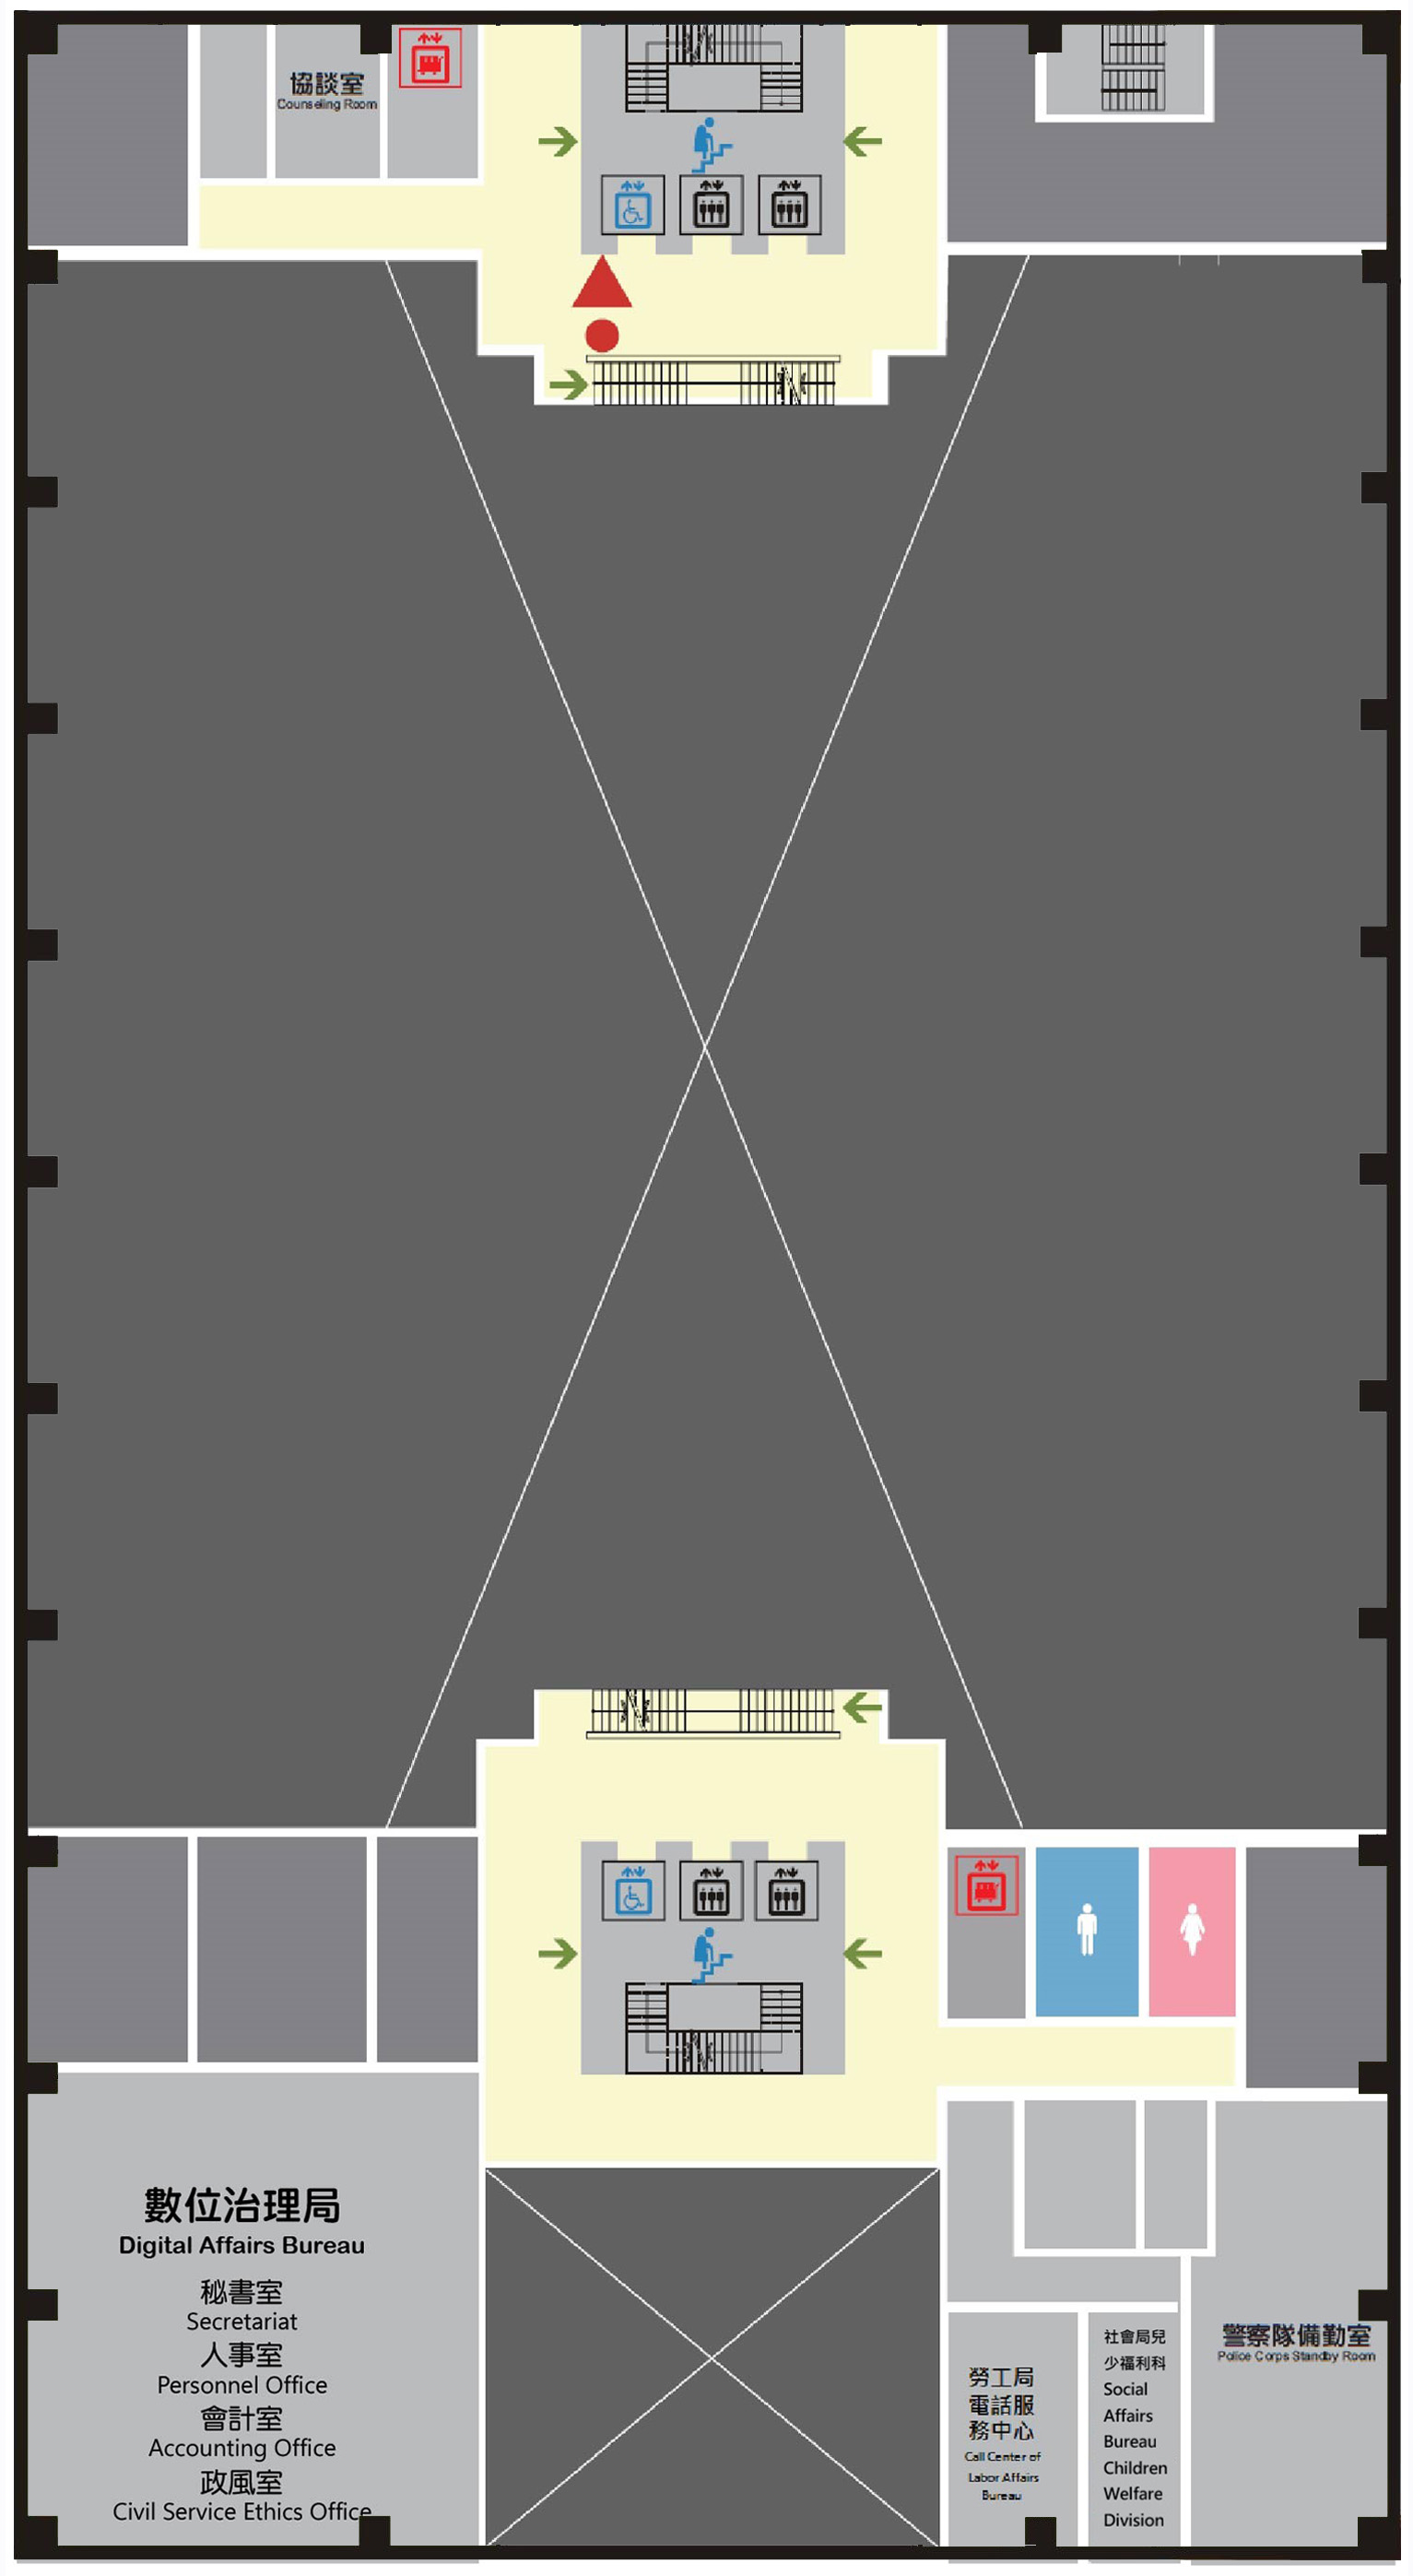 協談室
Counseling Room
數位治理局
Digital Affairs Bureau
秘書室
Secretariat
人事室
Personnel Office
會計室
Accounting Office
政風室
Civil Service Ethics Office
勞工局
電話服
務中心
Call Center of
Labor Affairs
Bureau
社會局兒
少福利科
Social
Affairs
Bureau
Children
Welfare
Division
警察隊備勤室
Police Corps Standby Room